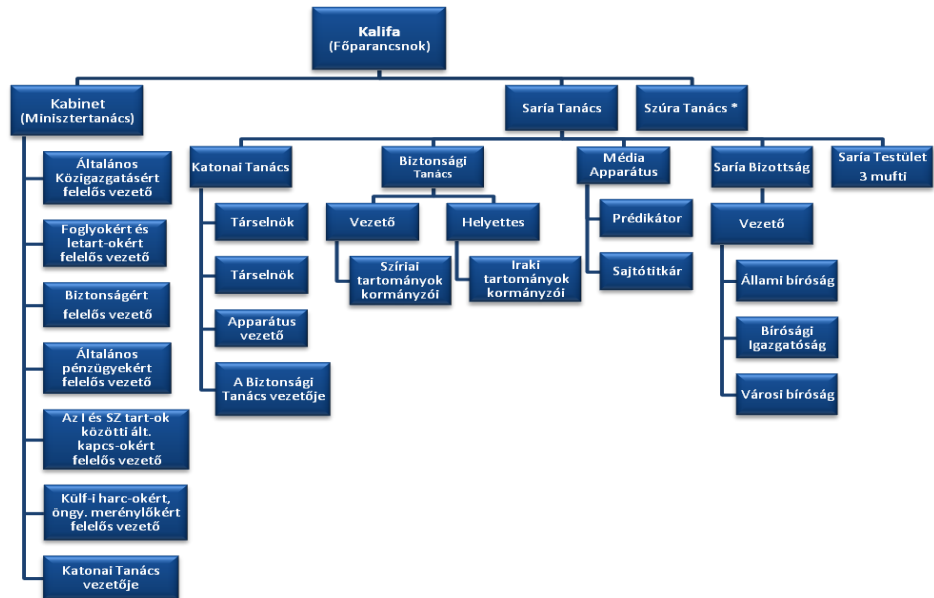 Kalifa
(Főparancsnok)
Kabinet
(Minisztertanács)
Saría Tanács
Szúra Tanács *
Általános
Közigazgatásért
felelős vezető
Foglyokért és
letart-okért
felelős vezető
Biztonságért
felelős vezető
Általános
pénzügyekért
felelős vezető
Az I és SZ tart-ok
közötti ált.
kapcs-okért
felelős vezető
Külf-i harc-okért,
öngy. merénylőkért
felelős vezető
Katonai Tanács
vezetője
Katonai Tanács
Társelnök
Társelnök
Apparátus
vezető
A Biztonsági
Tanács vezetője
Biztonsági
Tanács
Vezető
Szíriai
tartományok
kormányzói
Helyettes
Iraki
tartományok
kormányzói
Média
Apparátus
Prédikátor
Sajtótitkár
Saría Bizottság
Vezető
Állami bíróság
Bírósági
Igazgatóság
Városi bíróság
Saría Testület
3 mufti